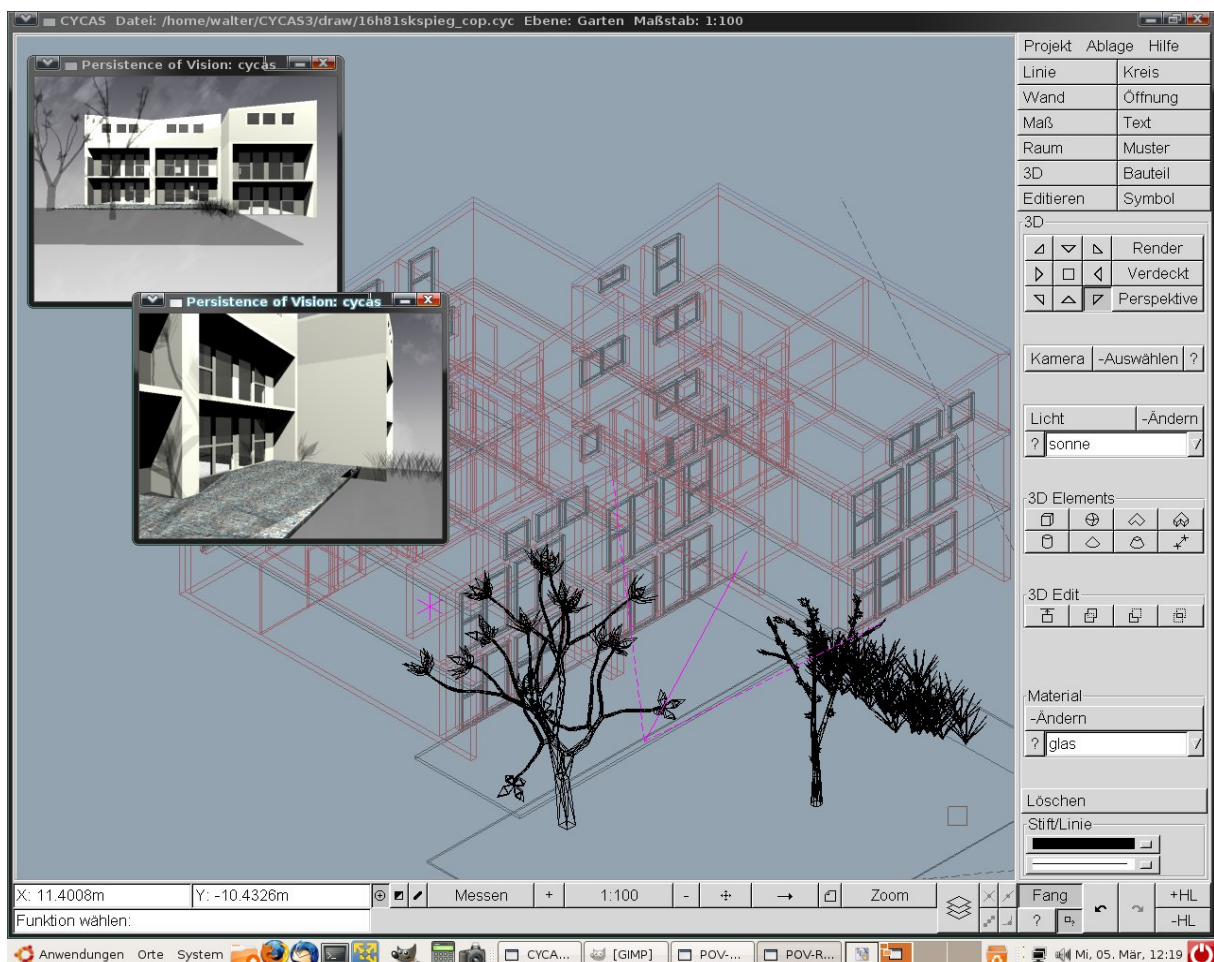 CYCAS Datei: /home/walter/CYCAS3/draw/16h81skspieg_cop.cyc Ebene: Garten Maßstab: 1:100
Persistence of Vision: cycas
Persistence of Vision: cycas
Projekt Ablage Hilfe
Linie Kreis
Wand Öffnung
Maß Text
Raum Muster
3D Bauteil
Editieren Symbol
3D
Render
Verdeckt
Perspektive
Kamera -Auswählen ?
Licht -Ändern
? sonne
3D Elements
3D Edit
Material
-Ändern
? glas
Löschen
Stift/Linie
X: 11.4008m Y: -10.4326m Messen + 1:100 - Zoom Fang +HL
Funktion wählen: ? -HL
Anwendungen Orte System CYCA... [GIMP] POV-... POV-R... Mi, 05. Mär, 12:19